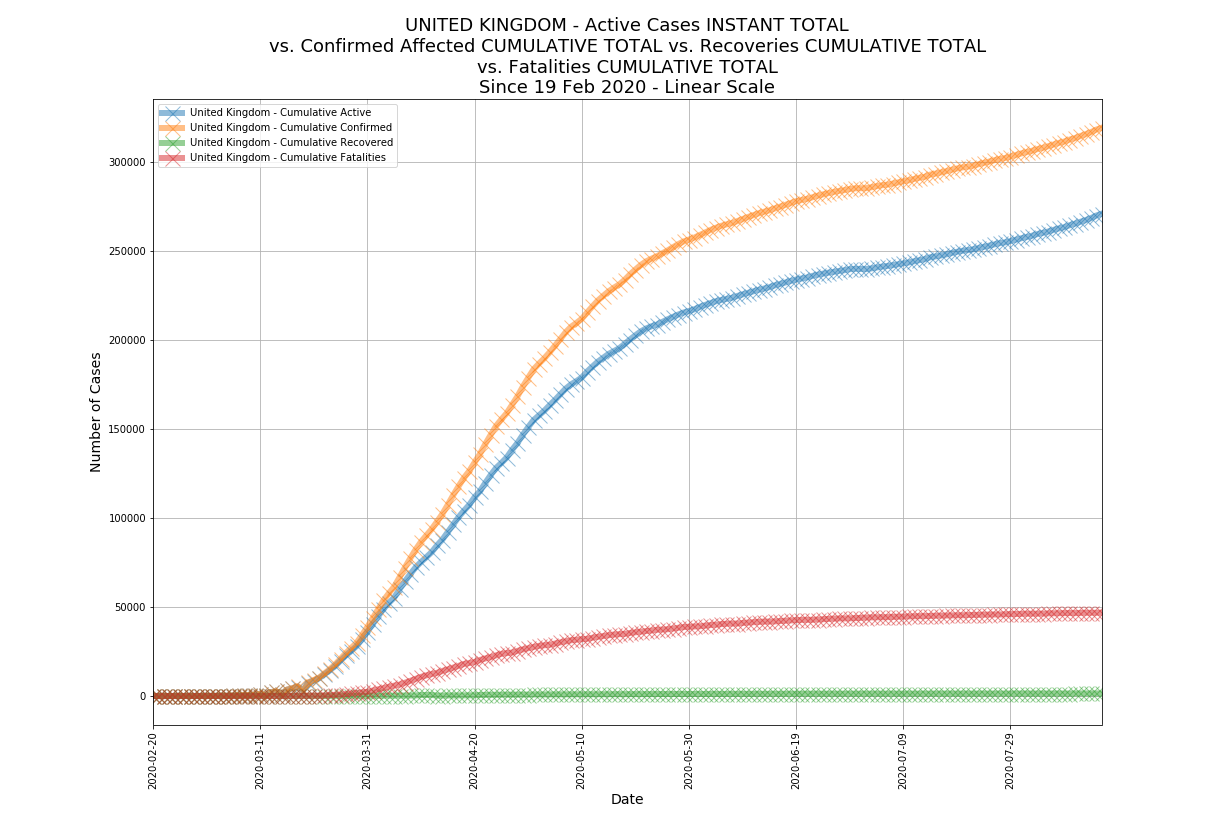 UNITED KINGDOM - Active Cases INSTANT TOTAL
vs. Confirmed Affected CUMULATIVE TOTAL vs. Recoveries CUMULATIVE TOTAL
vs. Fatalities CUMULATIVE TOTAL
Since 19 Feb 2020 - Linear Scale
United Kingdom - Cumulative Active
United Kingdom - Cumulative Confirmed
United Kingdom - Cumulative Recovered
United Kingdom - Cumulative Fatalities
Number of Cases
300000
250000
200000
150000
100000
50000
0
2020-02-20
2020-03-11
2020-03-31
2020-04-20
2020-05-10
2020-05-30
2020-06-19
2020-07-09
2020-07-29
Date